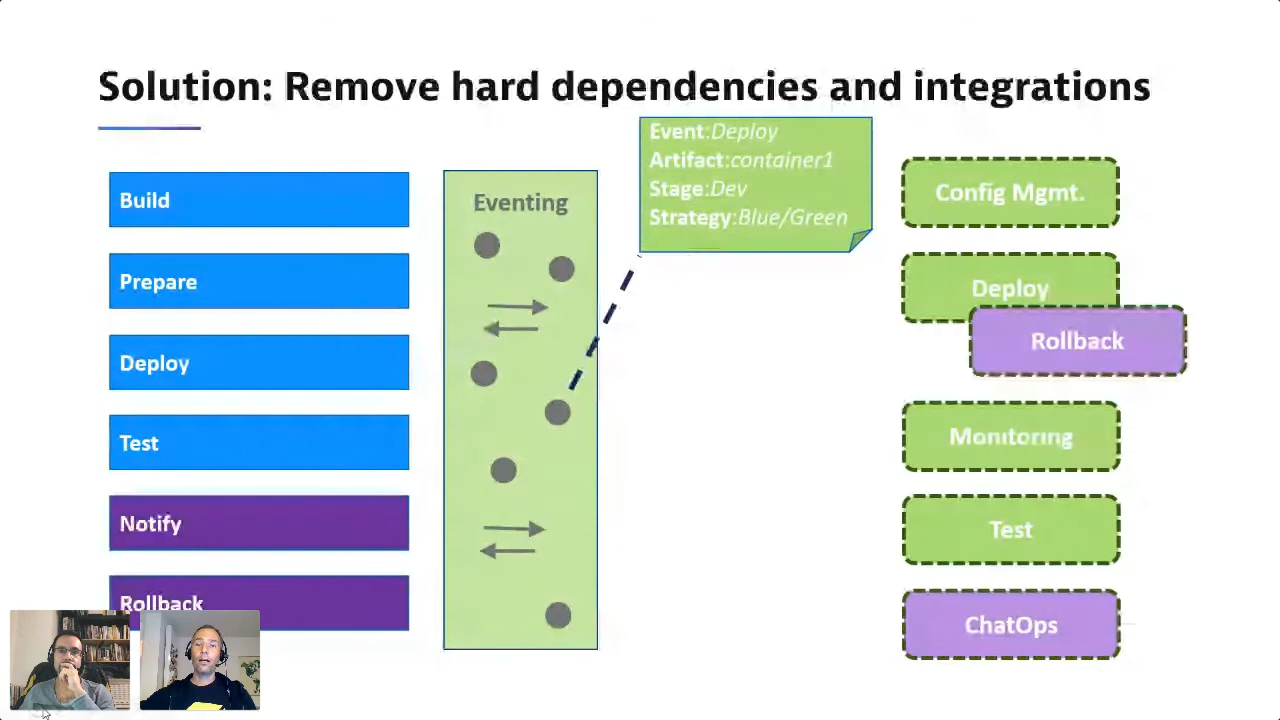 Solution: Remove hard dependencies and integrations
Build
Prepare
Deploy
Test
Notify
Rollback
Eventing
Event:Deploy
Artifact:container1
Stage:Dev
Strategy:Blue/Green
Config Mgmt.
Deploy
Rollback
Monitoring
Test
ChatOps